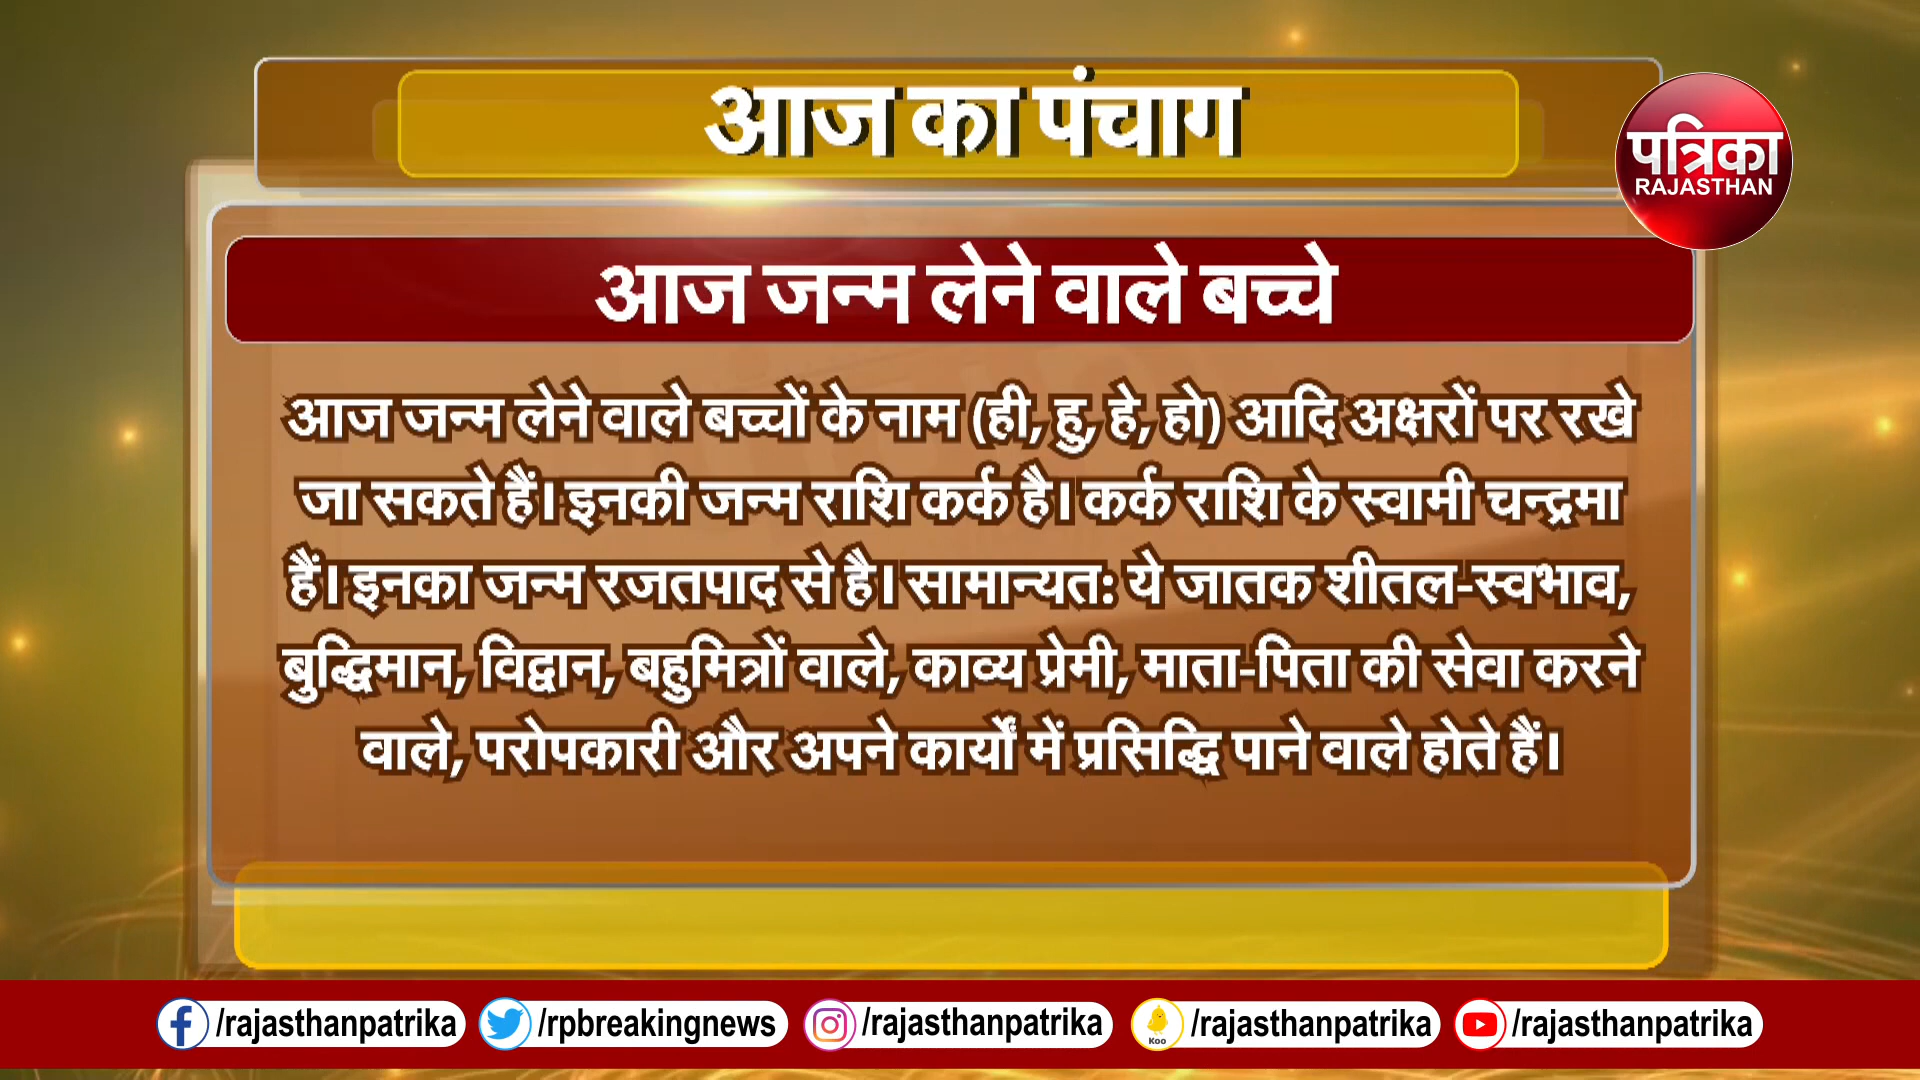 आज का पंचाग
पत्रिका
RAJASTHAN
आज जन्म लेने वाले बच्चे
आज जन्म लेने वाले बच्चों के नाम (ही, हु, हे, हो) आदि अक्षरों पर रखे
जा सकते हैं। इनकी जन्म राशि कर्क है। कर्क राशि के स्वामी चन्द्रमा
हैं। इनका जन्म रजतपाद से है। सामान्यत: ये जातक शीतल-स्वभाव,
बुद्धिमान, विद्वान, बहुमित्रों वाले, काव्य प्रेमी, माता-पिता की सेवा करने
वाले, परोपकारी और अपने कार्यों में प्रसिद्धि पाने वाले होते हैं।
/rajasthanpatrika /rpbreakingnews /rajasthanpatrika Koo /rajasthanpatrika /rajasthanpatrika